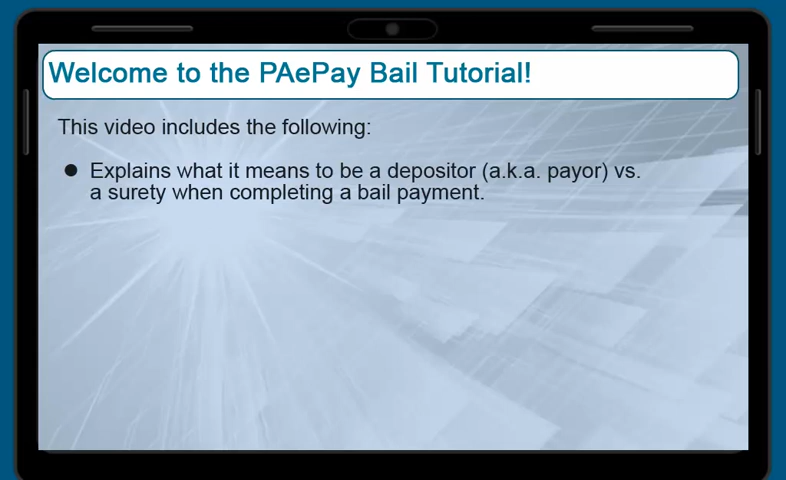 Welcome to the PAePay Bail Tutorial!
This video includes the following:
● Explains what it means to be a depositor (a.k.a. payor) vs.
a surety when completing a bail payment.